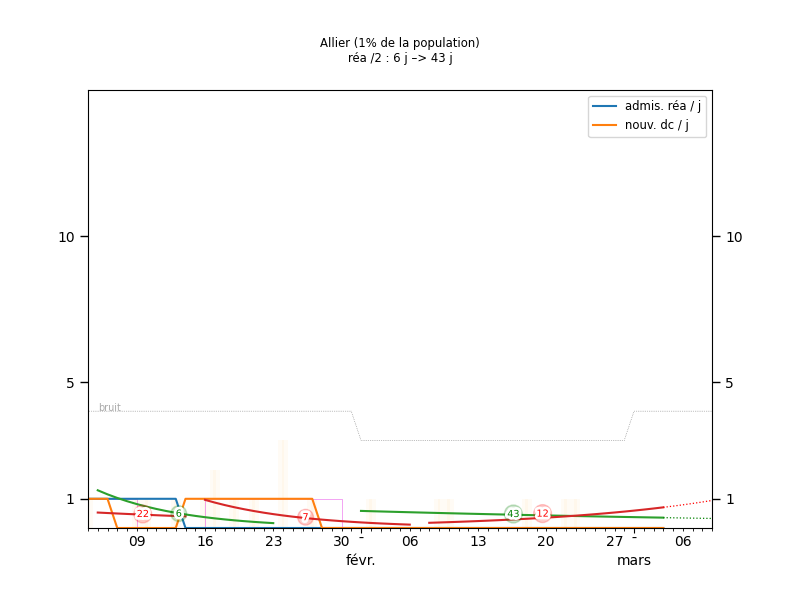 Allier (1% de la population)
réa /2 : 6 j –> 43 j
admis. réa / j
nouv. dc / j
10 10
5 5
bruit
1 1
22 6 7 43 12
09 16 23 30 - 06 13 20 27 - 06
févr. mars